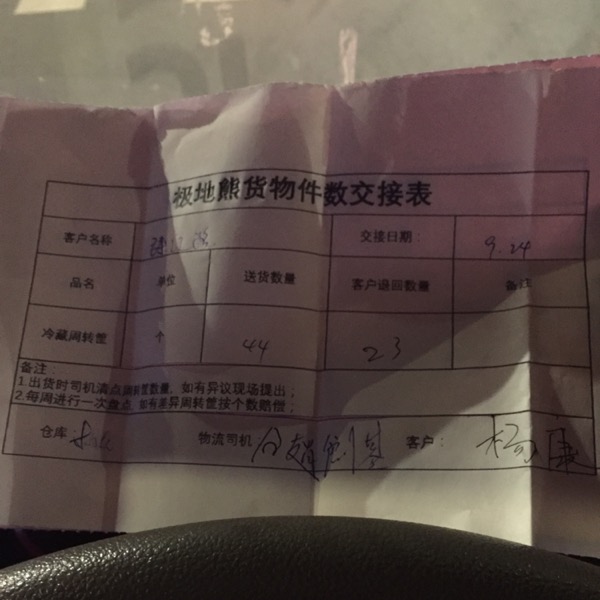 极地熊货物件数交接表
客户名称 交接日期： 9.24
品名 单位 送货数量 客户退回数量 备注
冷藏周转筐 个 44 23
备注：
1.出货时司机清点周转筐数量，如有异议现场提出；
2.每周进行一次盘点，如有差异周转筐按个数赔偿；
仓库： 物流司机 客户： 杨康